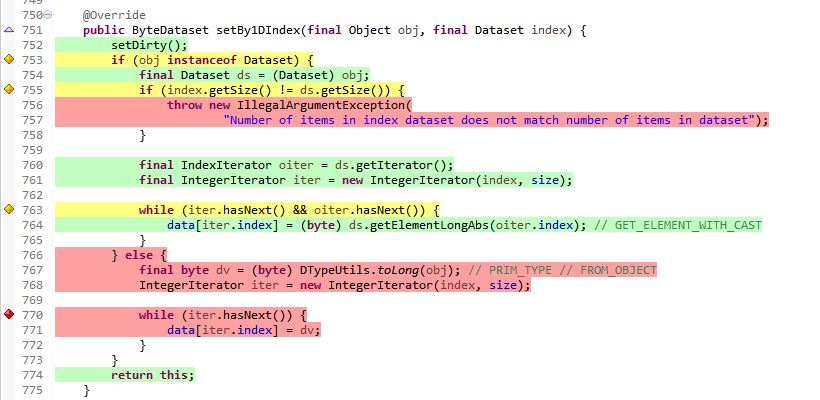 749
750 @Override
751 public ByteDataset setBy1DIndex(final Object obj, final Dataset index) {
752 setDirty();
753 if (obj instanceof Dataset) {
754 final Dataset ds = (Dataset) obj;
755 if (index.getSize() != ds.getSize()) {
756 throw new IllegalArgumentException(
757 "Number of items in index dataset does not match number of items in dataset");
758 }
759
760 final IndexIterator oiter = ds.getIterator();
761 final IntegerIterator iter = new IntegerIterator(index, size);
762
763 while (iter.hasNext() && oiter.hasNext()) {
764 data[iter.index] = (byte) ds.getElementLongAbs(oiter.index); // GET_ELEMENT_WITH_CAST
765 }
766 } else {
767 final byte dv = (byte) DTypeUtils.toLong(obj); // PRIM_TYPE // FROM_OBJECT
768 IntegerIterator iter = new IntegerIterator(index, size);
769
770 while (iter.hasNext()) {
771 data[iter.index] = dv;
772 }
773 }
774 return this;
775 }